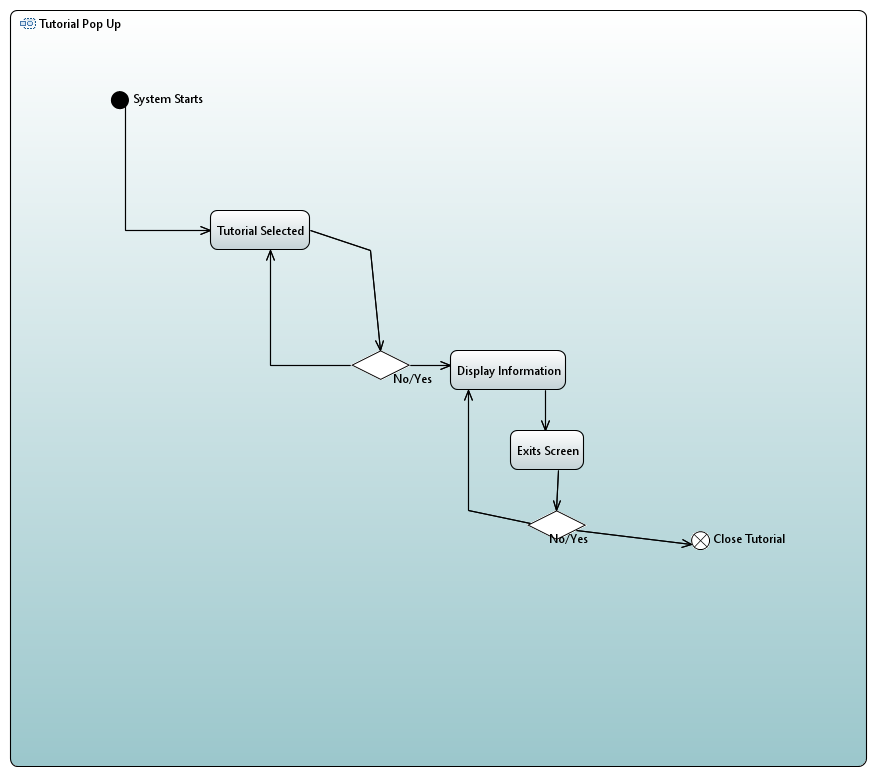 Tutorial Pop Up
System Starts
Tutorial Selected
No/Yes
Display Information
Exits Screen
No/Yes
Close Tutorial